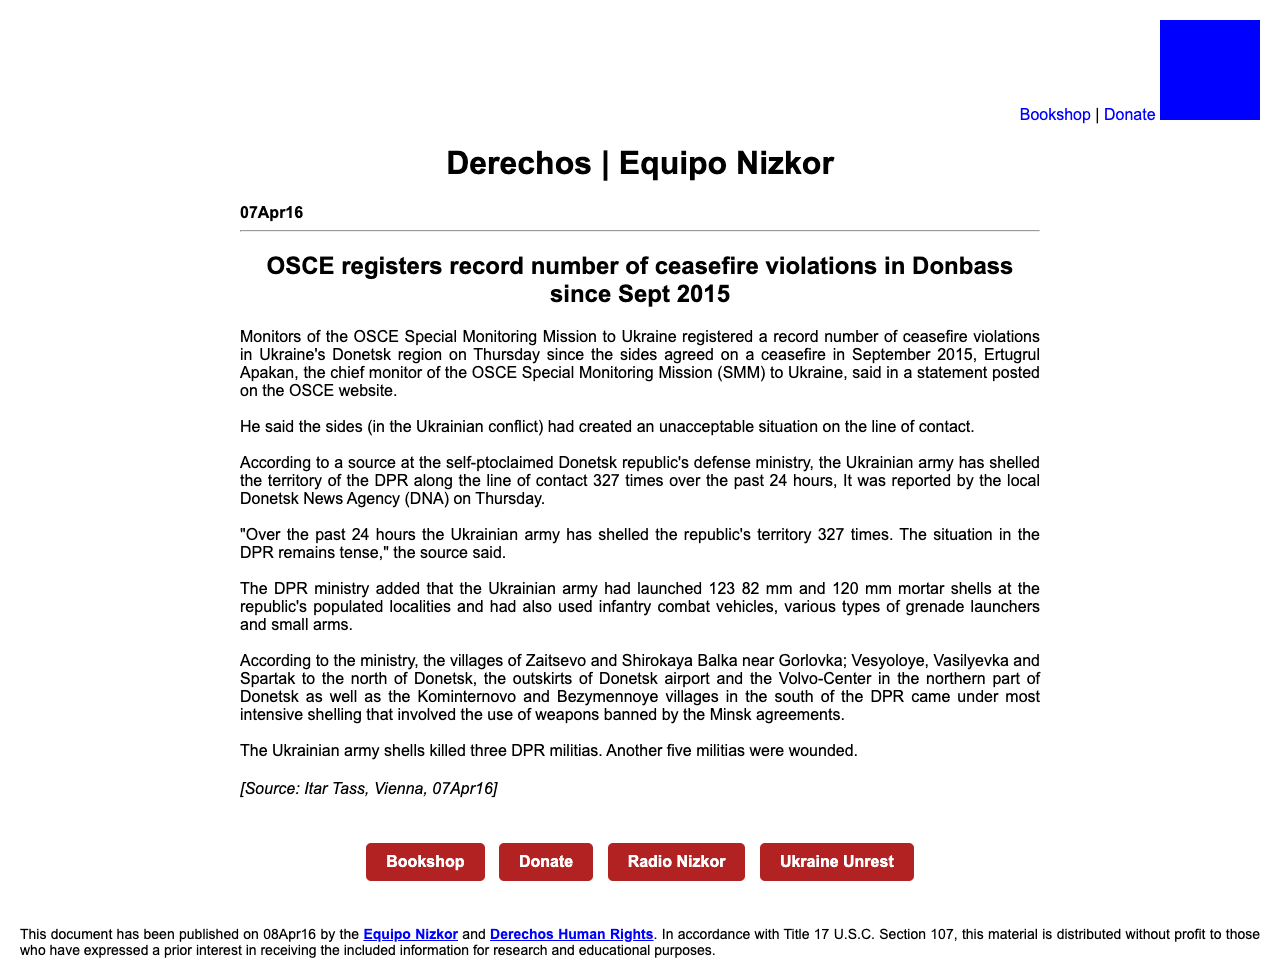 Bookshop | Donate
Derechos | Equipo Nizkor
07Apr16
OSCE registers record number of ceasefire violations in Donbass
since Sept 2015
Monitors of the OSCE Special Monitoring Mission to Ukraine registered a record number of ceasefire violations
in Ukraine's Donetsk region on Thursday since the sides agreed on a ceasefire in September 2015, Ertugrul
Apakan, the chief monitor of the OSCE Special Monitoring Mission (SMM) to Ukraine, said in a statement posted
on the OSCE website.
He said the sides (in the Ukrainian conflict) had created an unacceptable situation on the line of contact.
According to a source at the self-ptoclaimed Donetsk republic's defense ministry, the Ukrainian army has shelled
the territory of the DPR along the line of contact 327 times over the past 24 hours, It was reported by the local
Donetsk News Agency (DNA) on Thursday.
"Over the past 24 hours the Ukrainian army has shelled the republic's territory 327 times. The situation in the
DPR remains tense," the source said.
The DPR ministry added that the Ukrainian army had launched 123 82 mm and 120 mm mortar shells at the
republic's populated localities and had also used infantry combat vehicles, various types of grenade launchers
and small arms.
According to the ministry, the villages of Zaitsevo and Shirokaya Balka near Gorlovka; Vesyoloye, Vasilyevka and
Spartak to the north of Donetsk, the outskirts of Donetsk airport and the Volvo-Center in the northern part of
Donetsk as well as the Kominternovo and Bezymennoye villages in the south of the DPR came under most
intensive shelling that involved the use of weapons banned by the Minsk agreements.
The Ukrainian army shells killed three DPR militias. Another five militias were wounded.
[Source: Itar Tass, Vienna, 07Apr16]
Bookshop Donate Radio Nizkor Ukraine Unrest
This document has been published on 08Apr16 by the Equipo Nizkor and Derechos Human Rights. In accordance with Title 17 U.S.C. Section 107, this material is distributed without profit to those
who have expressed a prior interest in receiving the included information for research and educational purposes.